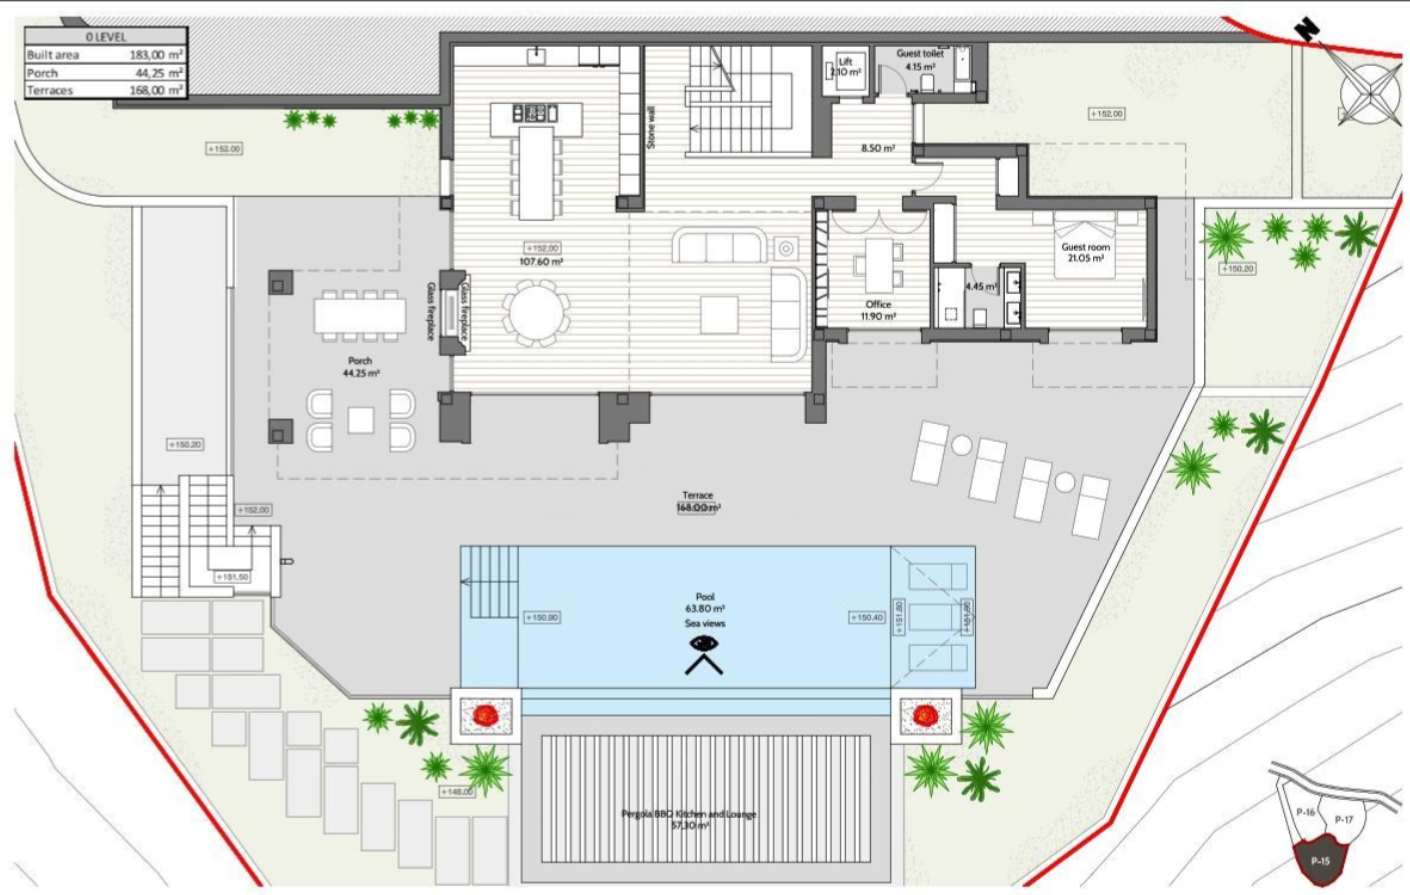 0 LEVEL
Built area 183,00 m²
Porch 44,25 m²
Terraces 168,00 m²
N
Guest toilet
4.15 m²
Lift
2.10 m²
Stone wall
+152.00
+152,00
8.50 m²
+152,00
107.60 m²
Guest room
21.05 m²
+150,20
4.45 m²
Office
11.90 m²
Glass fireplace
Glass fireplace
Porch
44.25 m²
+150,20
+152,00
Terrace
168.00 m²
+151,50
Pool
63.80 m²
Sea views
+150.90
+150.40
+151.80
+148.00
Pergola BBQ Kitchen and Loange
57,30 m²
P-16
P-17
P-15